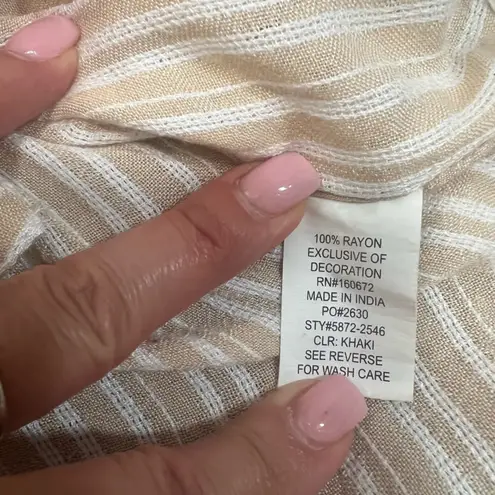 100% RAYON
EXCLUSIVE OF
DECORATION
RN#160672
MADE IN INDIA
PO#2630
STY#5872-2546
CLR: KHAKI
SEE REVERSE
FOR WASH CARE